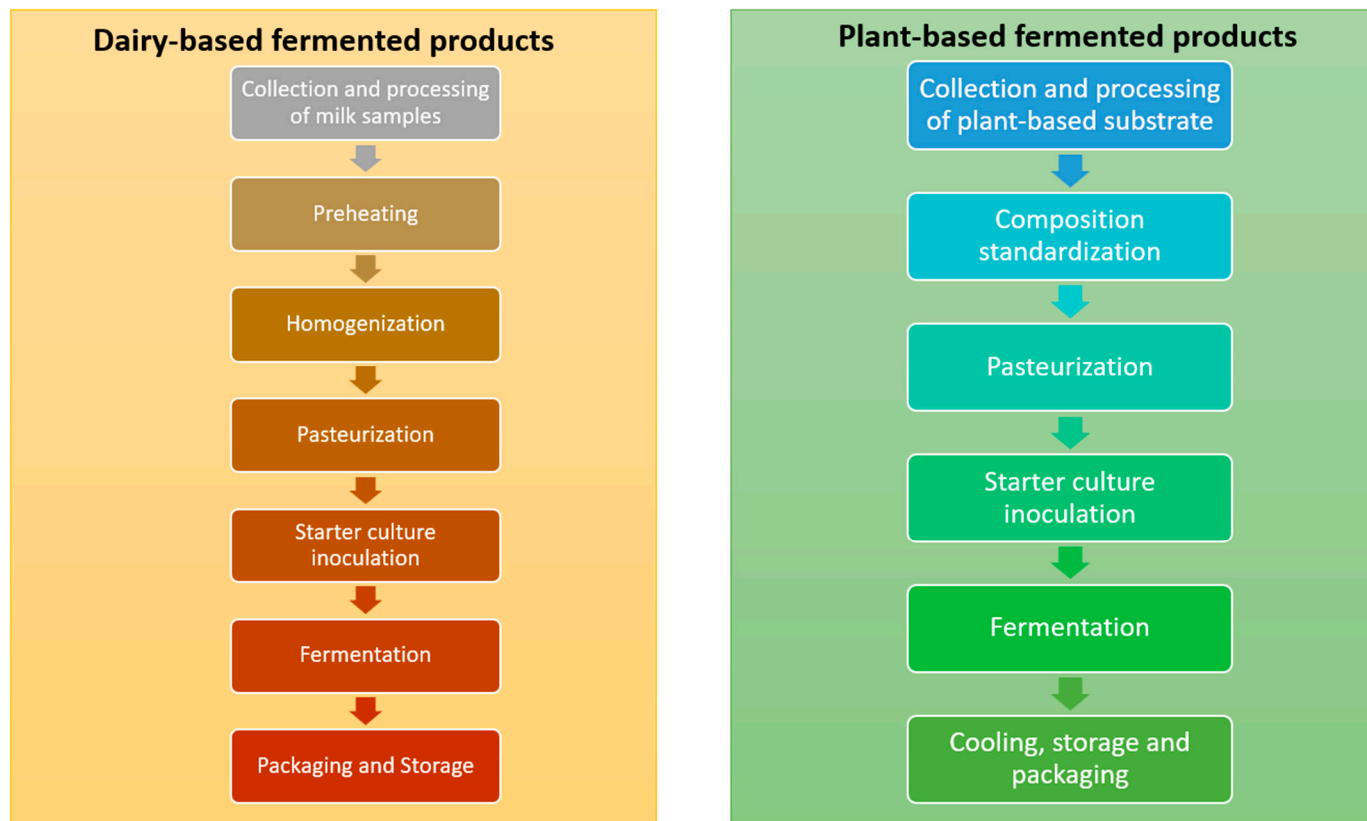 Dairy-based fermented products
Collection and processing
of milk samples
Preheating
Homogenization
Pasteurization
Starter culture
inoculation
Fermentation
Packaging and Storage
Plant-based fermented products
Collection and processing
of plant-based substrate
Composition
standardization
Pasteurization
Starter culture
inoculation
Fermentation
Cooling, storage and
packaging